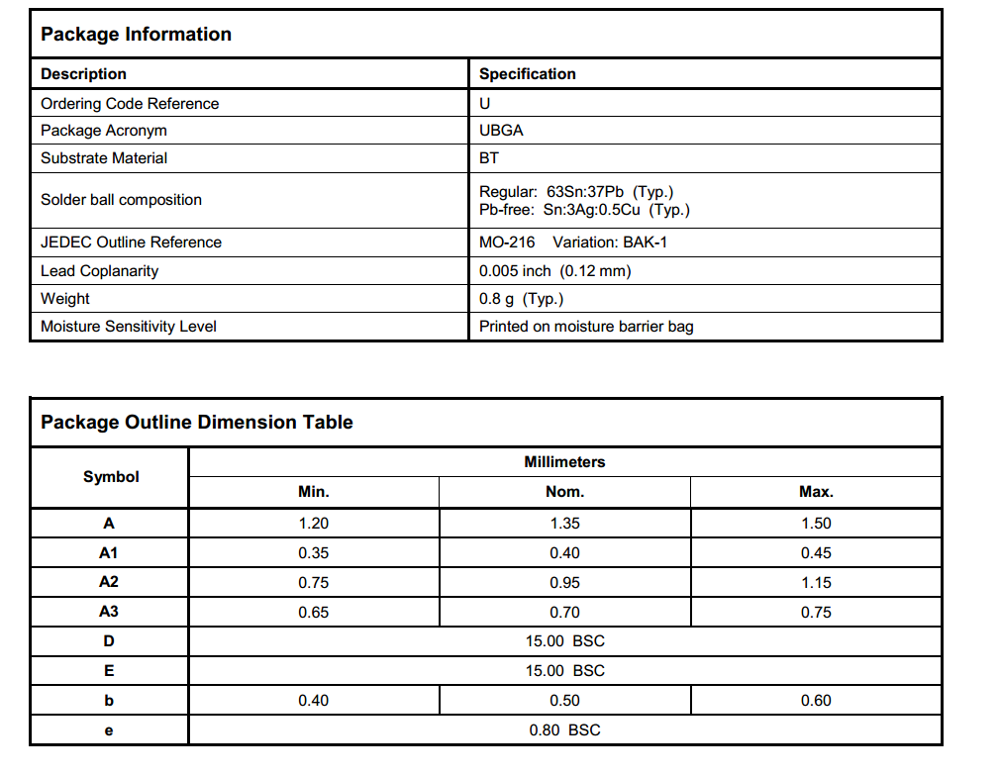 Package Information
Description Specification
Ordering Code Reference U
Package Acronym UBGA
Substrate Material BT
Solder ball composition Regular: 63Sn:37Pb (Typ.)
Pb-free: Sn:3Ag:0.5Cu (Typ.)
JEDEC Outline Reference MO-216 Variation: BAK-1
Lead Coplanarity 0.005 inch (0.12 mm)
Weight 0.8 g (Typ.)
Moisture Sensitivity Level Printed on moisture barrier bag
Package Outline Dimension Table
Symbol Millimeters
Min. Nom. Max.
A 1.20 1.35 1.50
A1 0.35 0.40 0.45
A2 0.75 0.95 1.15
A3 0.65 0.70 0.75
D 15.00 BSC
E 15.00 BSC
b 0.40 0.50 0.60
e 0.80 BSC